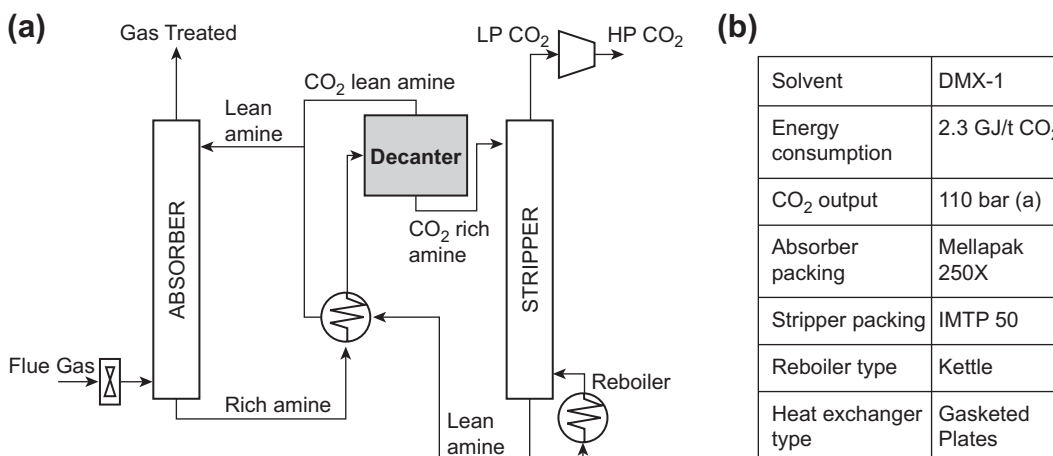 (a)
Gas Treated
LP CO₂
HP CO₂
CO₂ lean amine
Lean
amine
Decanter
CO₂ rich
amine
ABSORBER
STRIPPER
Flue Gas
Rich amine
Reboiler
Lean
amine
(b)
Solvent DMX-1
Energy
consumption
2.3 GJ/t CO₂
CO₂ output 110 bar (a)
Absorber
packing
Mellapak
250X
Stripper packing IMTP 50
Reboiler type Kettle
Heat exchanger
type
Gasketed
Plates